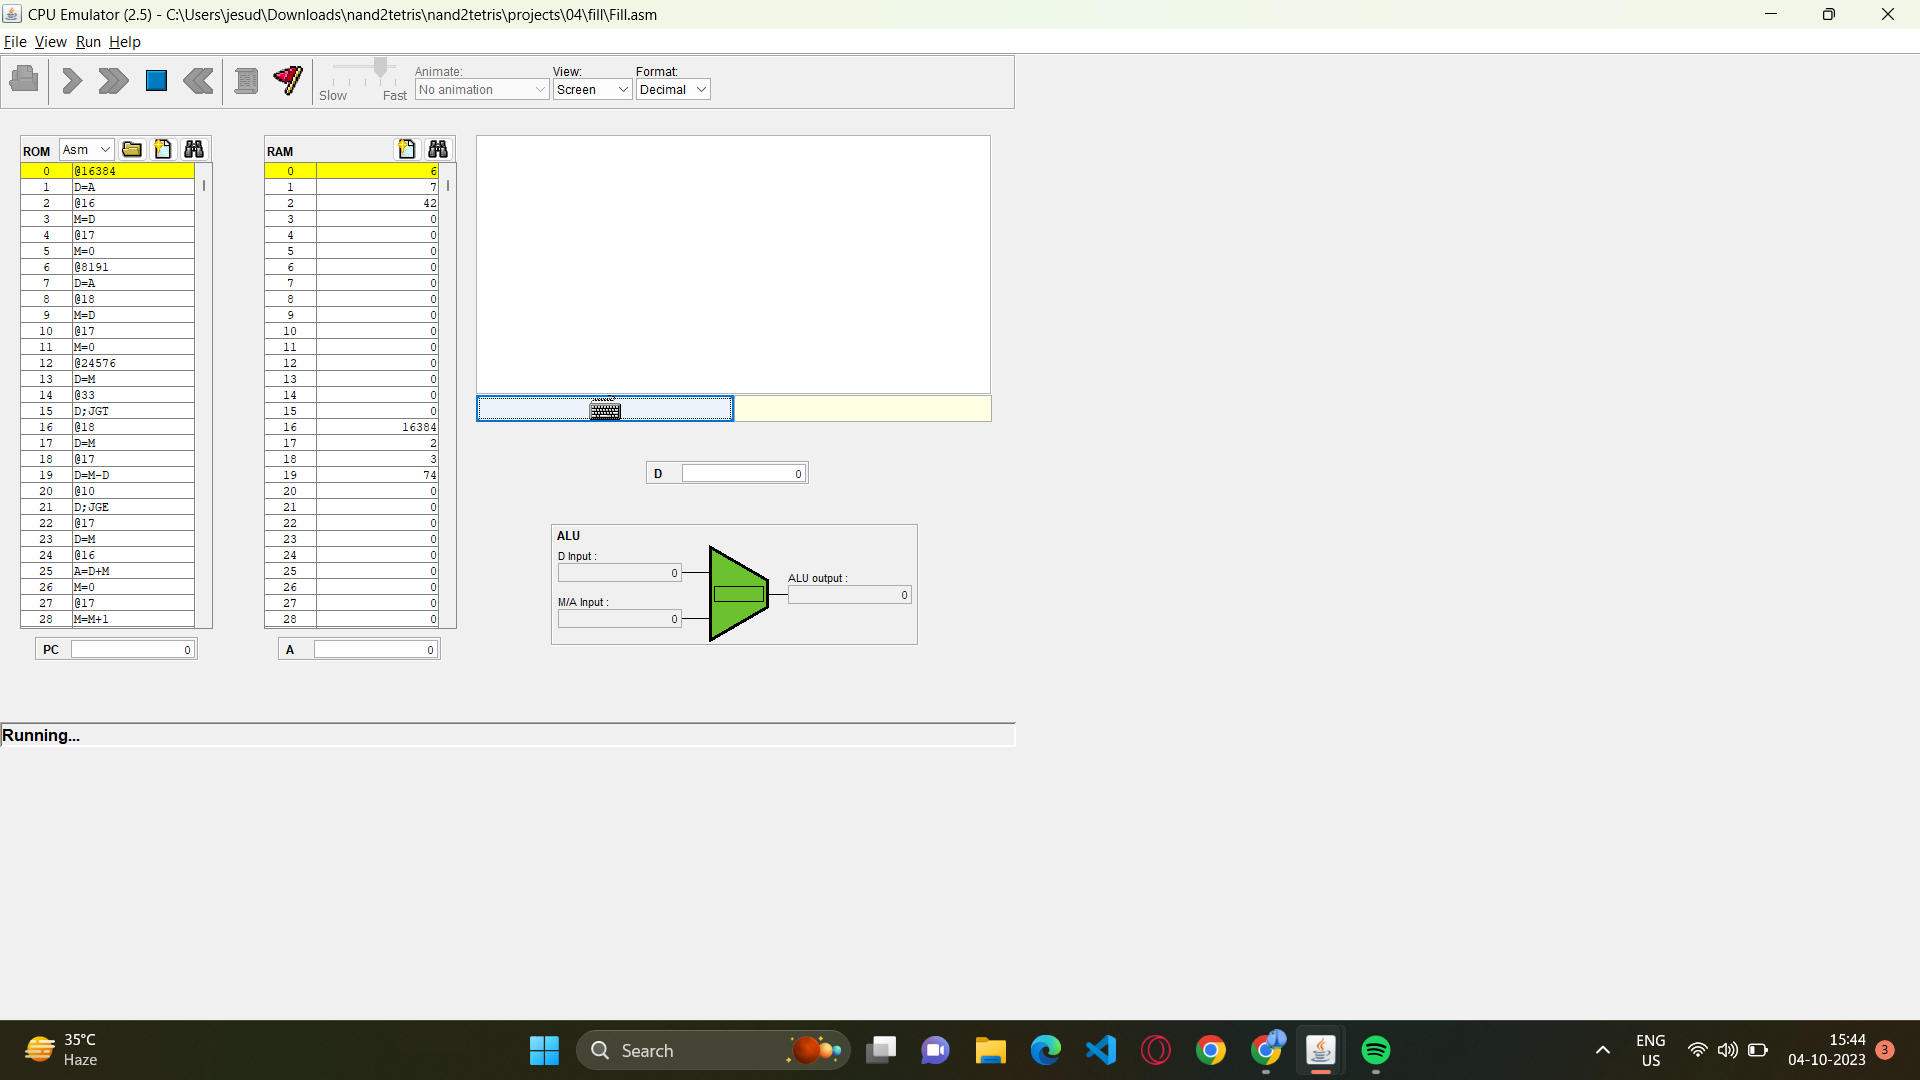 CPU Emulator (2.5) - C:\Users\jesud\Downloads\nand2tetris\nand2tetris\projects\04\fill\Fill.asm
File View Run Help
Slow Fast
Animate:
No animation
View:
Screen
Format:
Decimal
ROM Asm
0 @16384
1 D=A
2 @16
3 M=D
4 @17
5 M=0
6 @8191
7 D=A
8 @18
9 M=D
10 @17
11 M=0
12 @24576
13 D=M
14 @33
15 D;JGT
16 @18
17 D=M
18 @17
19 D=M-D
20 @10
21 D;JGE
22 @17
23 D=M
24 @16
25 A=D+M
26 M=0
27 @17
28 M=M+1
PC 0
RAM
0 6
1 7
2 42
3 0
4 0
5 0
6 0
7 0
8 0
9 0
10 0
11 0
12 0
13 0
14 0
15 0
16 16384
17 2
18 3
19 74
20 0
21 0
22 0
23 0
24 0
25 0
26 0
27 0
28 0
A 0
D 0
ALU
D Input :
0
M/A Input :
0
ALU output :
0
Running...
35°C
Haze
Search
ENG
US
15:44
04-10-2023
3